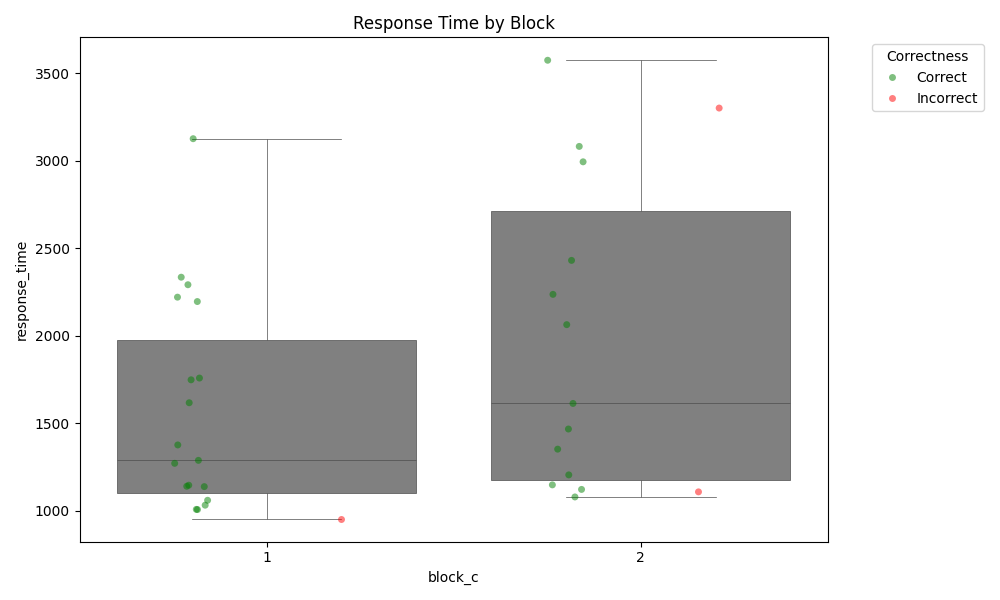 Response Time by Block
Correctness
Correct
Incorrect
3500
3000
2500
2000
1500
1000
response_time
1
2
block_c